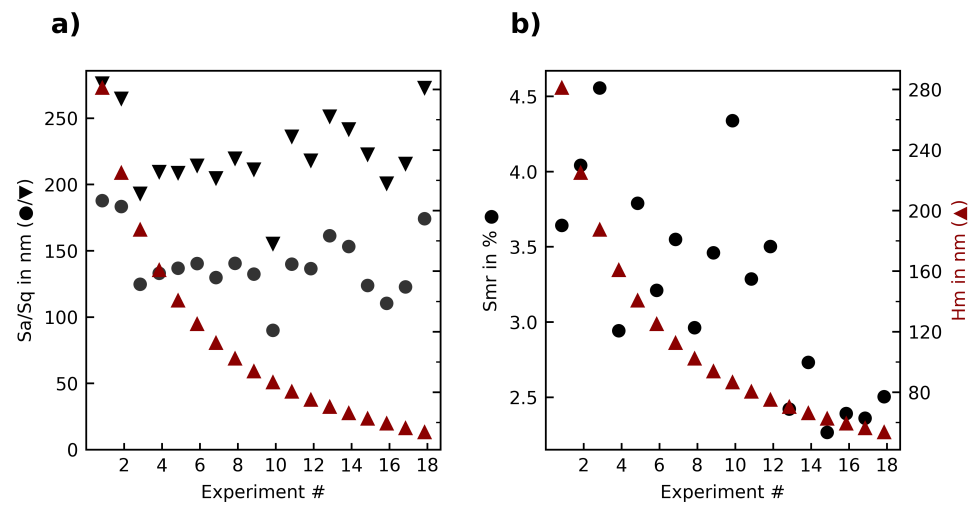 a)
b)
Sa/Sq in nm (●/▼)
250
200
150
100
50
0
2 4 6 8 10 12 14 16 18
Experiment #
Smr in % ●
4.5
4.0
3.5
3.0
2.5
2 4 6 8 10 12 14 16 18
Experiment #
280
240
200
160
120
80
Hm in nm (▲)